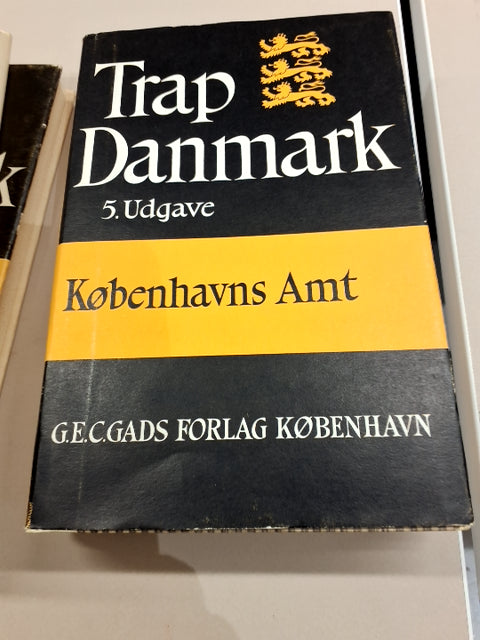 Trap
Danmark
5. Udgave
Københavns Amt
G.E.C. GADS FORLAG KØBENHAVN
k